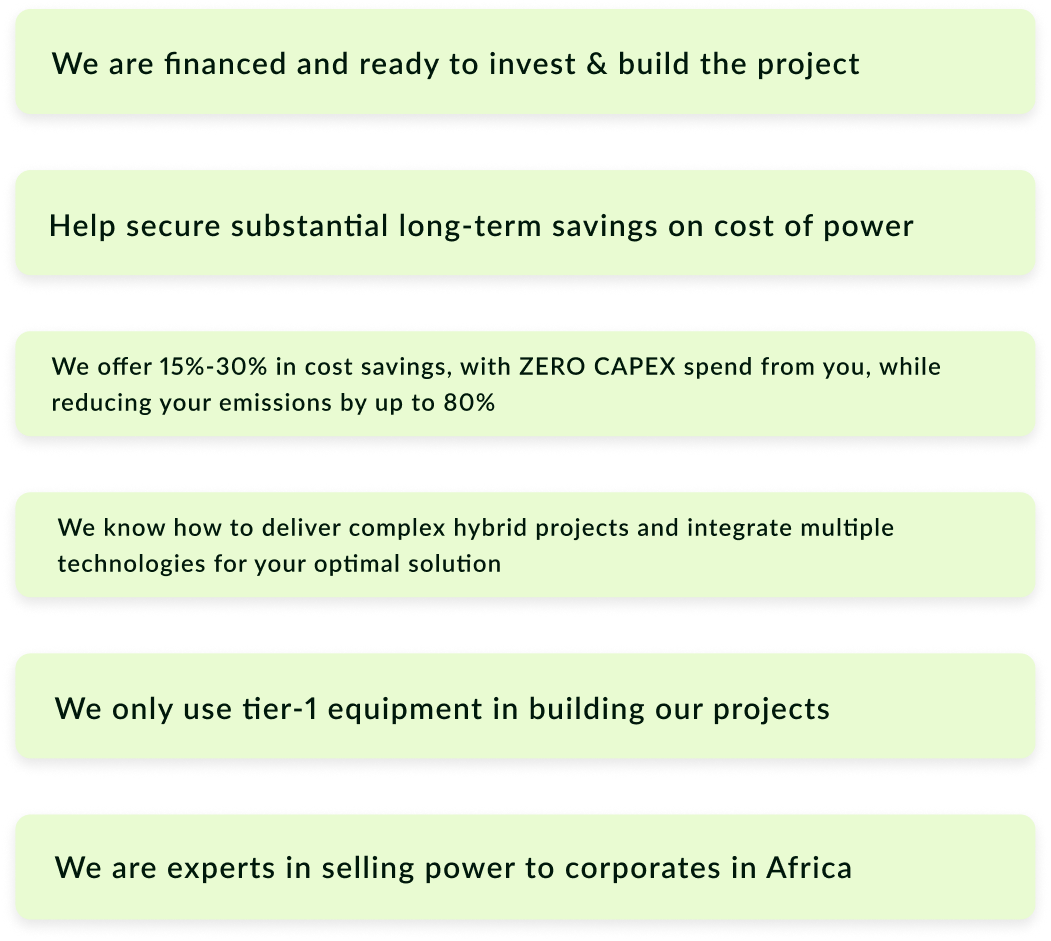 We are financed and ready to invest & build the project
Help secure substantial long-term savings on cost of power
We offer 15%-30% in cost savings, with ZERO CAPEX spend from you, while
reducing your emissions by up to 80%
We know how to deliver complex hybrid projects and integrate multiple
technologies for your optimal solution
We only use tier-1 equipment in building our projects
We are experts in selling power to corporates in Africa